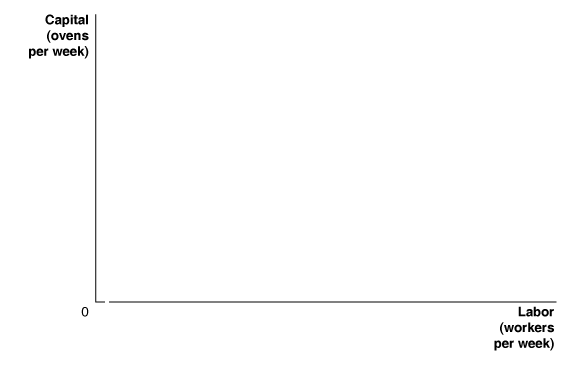 Capital
(ovens
per week)
0
Labor
(workers
per week)